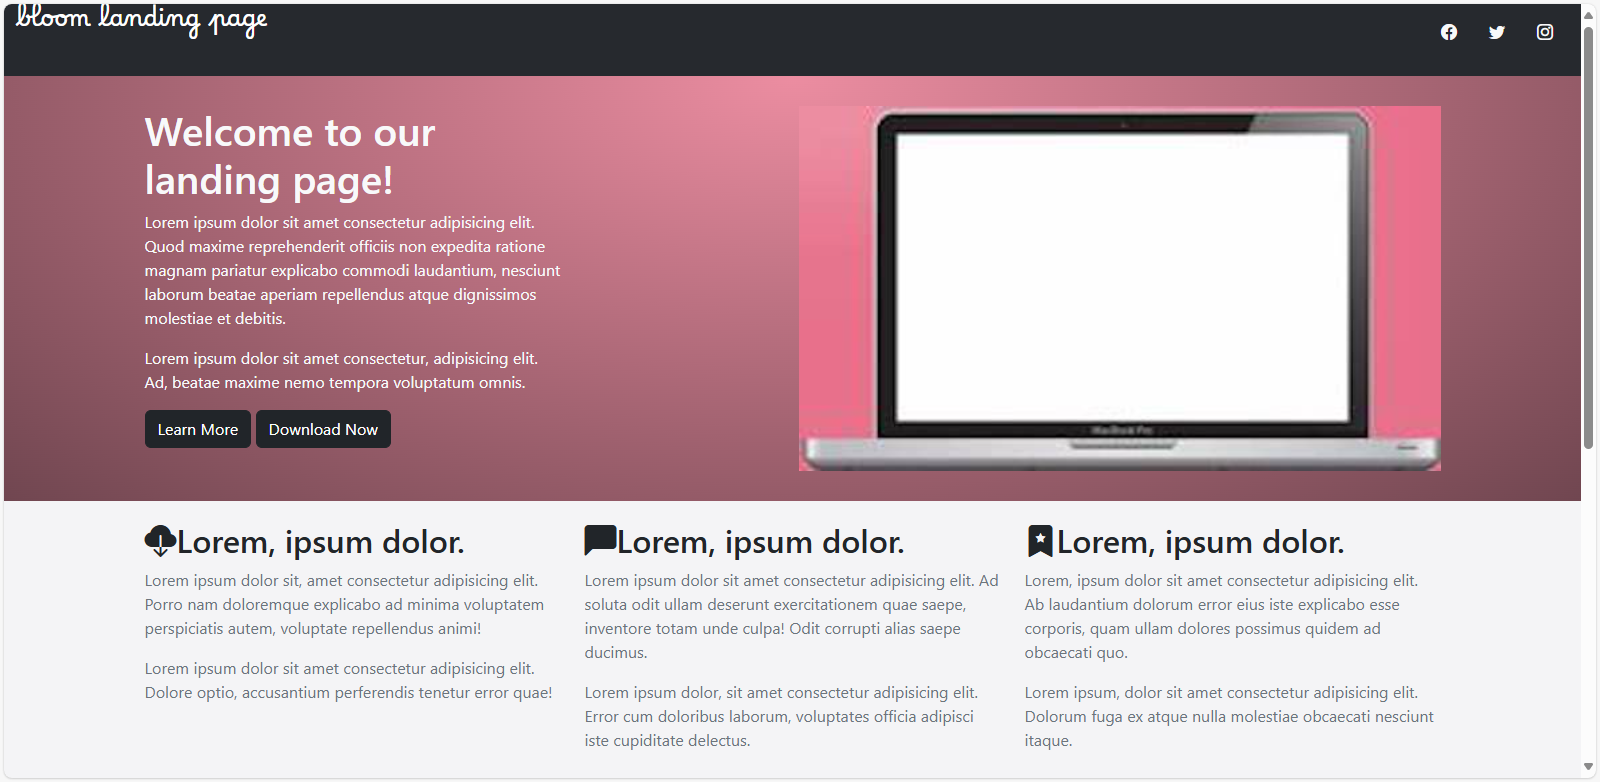 bloom landing page
Welcome to our
landing page!
Lorem ipsum dolor sit amet consectetur adipisicing elit.
Quod maxime reprehenderit officiis non expedita ratione
magnam pariatur explicabo commodi laudantium, nesciunt
laborum beatae aperiam repellendus atque dignissimos
molestiae et debitis.
Lorem ipsum dolor sit amet consectetur, adipisicing elit.
Ad, beatae maxime nemo tempora voluptatum omnis.
Learn More
Download Now
MacBook Pro
Lorem, ipsum dolor.
Lorem ipsum dolor sit, amet consectetur adipisicing elit.
Porro nam doloremque explicabo ad minima voluptatem
perspiciatis autem, voluptate repellendus animi!
Lorem ipsum dolor sit amet consectetur adipisicing elit.
Dolore optio, accusantium perferendis tenetur error quae!
Lorem, ipsum dolor.
Lorem ipsum dolor sit amet consectetur adipisicing elit. Ad
soluta odit ullam deserunt exercitationem quae saepe,
inventore totam unde culpa! Odit corrupti alias saepe
ducimus.
Lorem ipsum dolor, sit amet consectetur adipisicing elit.
Error cum doloribus laborum, voluptates officia adipisci
iste cupiditate delectus.
Lorem, ipsum dolor.
Lorem, ipsum dolor sit amet consectetur adipisicing elit.
Ab laudantium dolorum error eius iste explicabo esse
corporis, quam ullam dolores possimus quidem ad
obcaecati quo.
Lorem ipsum, dolor sit amet consectetur adipisicing elit.
Dolorum fuga ex atque nulla molestiae obcaecati nesciunt
itaque.